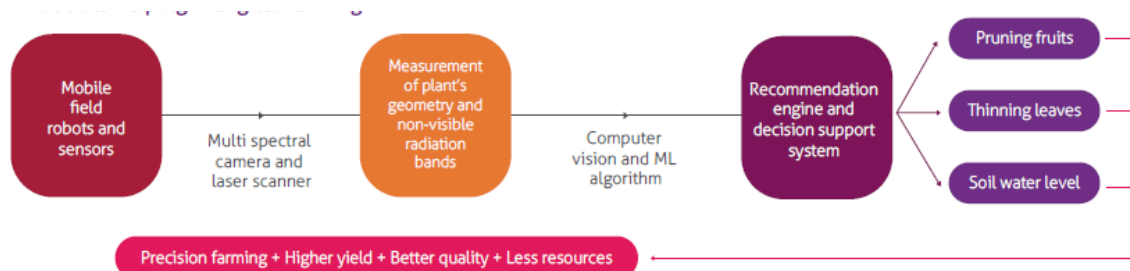 Mobile
field
robots and
sensors
Multi spectral
camera and
laser scanner
Measurement
of plant's
geometry and
non-visible
radiation
bands
Computer
vision and ML
algorithm
Recommendation
engine and
decision support
system
Pruning fruits
Thinning leaves
Soil water level
Precision farming + Higher yield + Better quality + Less resources